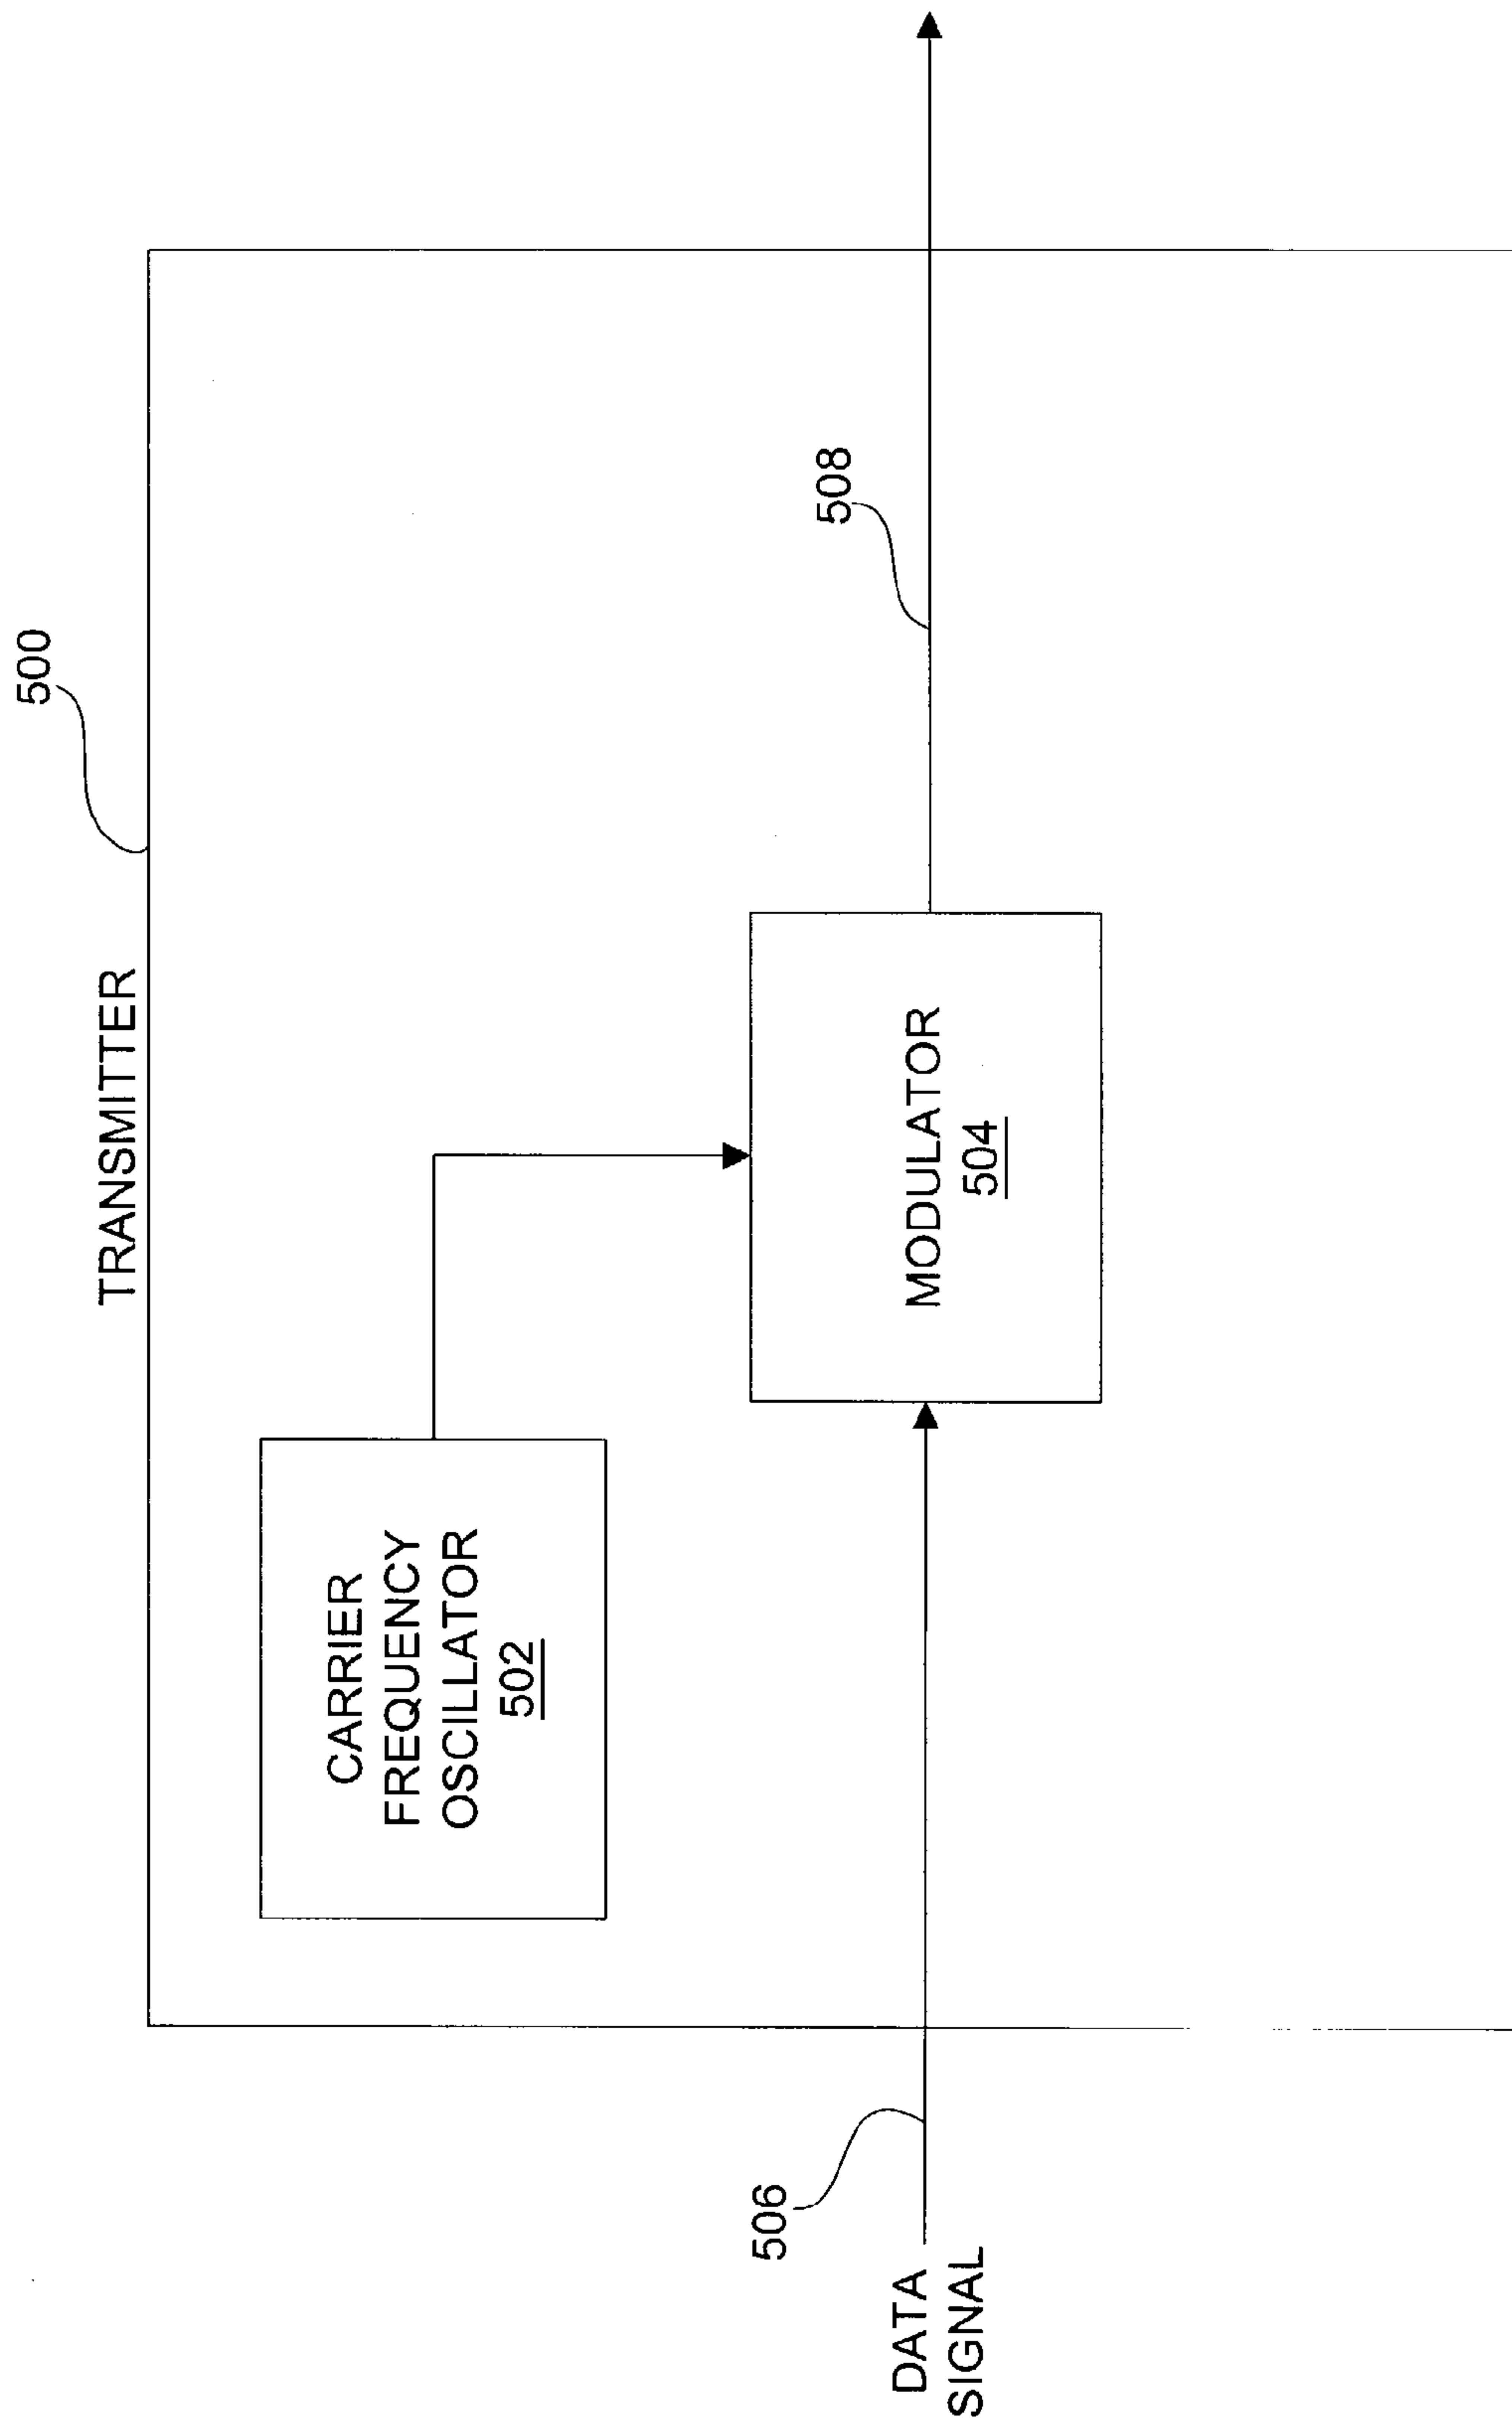 500
TRANSMITTER
CARRIER
FREQUENCY
OSCILLATOR
502
508
506
DATA
SIGNAL
MODULATOR
504